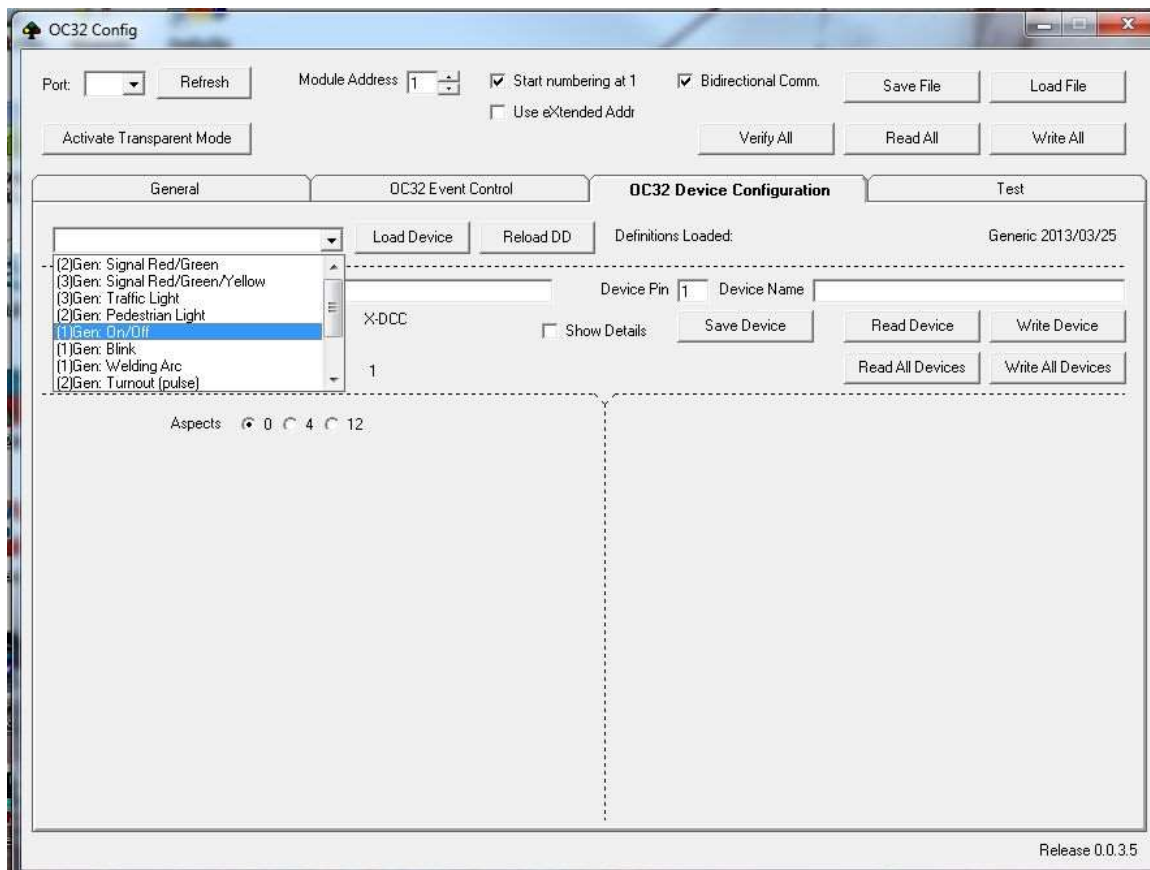 OC32 Config
Port: Refresh Module Address 1 Start numbering at 1 Bidirectional Comm. Save File Load File
Use eXtended Addr
Activate Transparent Mode Verify All Read All Write All
General OC32 Event Control OC32 Device Configuration Test
Load Device Reload DD Definitions Loaded: Generic 2013/03/25
(2)Gen: Signal Red/Green
(3)Gen: Signal Red/Green/Yellow
Device Pin 1 Device Name
(3)Gen: Traffic Light
(2)Gen: Pedestrian Light X-DCC
(1)Gen: On/Off Show Details Save Device Read Device Write Device
(1)Gen: Blink
(1)Gen: Welding Arc 1 Read All Devices Write All Devices
(2)Gen: Turnout (pulse)
Aspects 0 4 12
Release 0.0.3.5